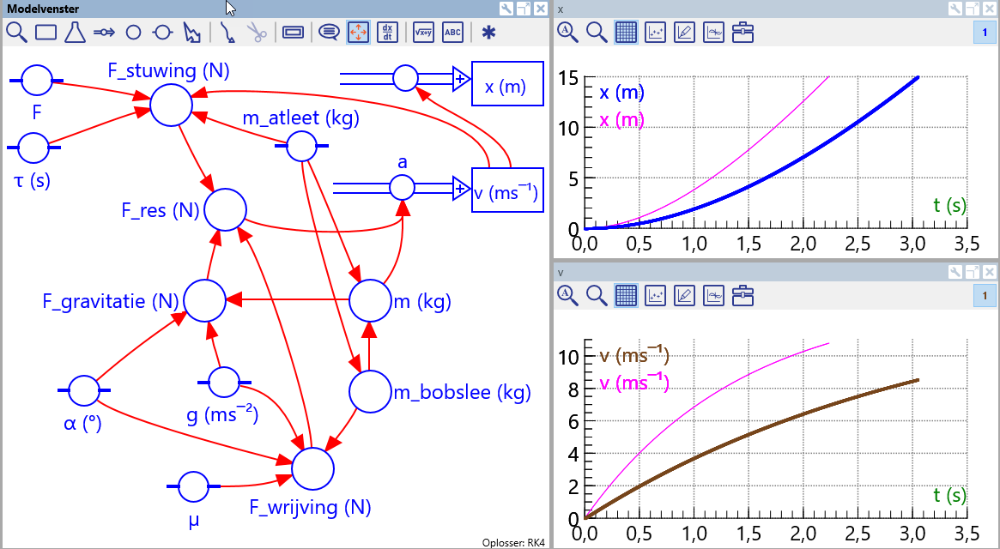 Modelvenster
dx
dt
√x+y
ABC
F_stuwing (N)
F
x (m)
m_atleet (kg)
τ (s)
a
v (ms⁻¹)
F_res (N)
F_gravitatie (N)
m (kg)
m_bobslee (kg)
α (°)
g (ms⁻²)
F_wrijving (N)
μ
Oplosser: RK4
x
A
1
15
10
5
0
x (m)
x (m)
t (s)
0,0 0,5 1,0 1,5 2,0 2,5 3,0 3,5
v
A
1
10
8
6
4
2
0
v (ms⁻¹)
v (ms⁻¹)
t (s)
0,0 0,5 1,0 1,5 2,0 2,5 3,0 3,5